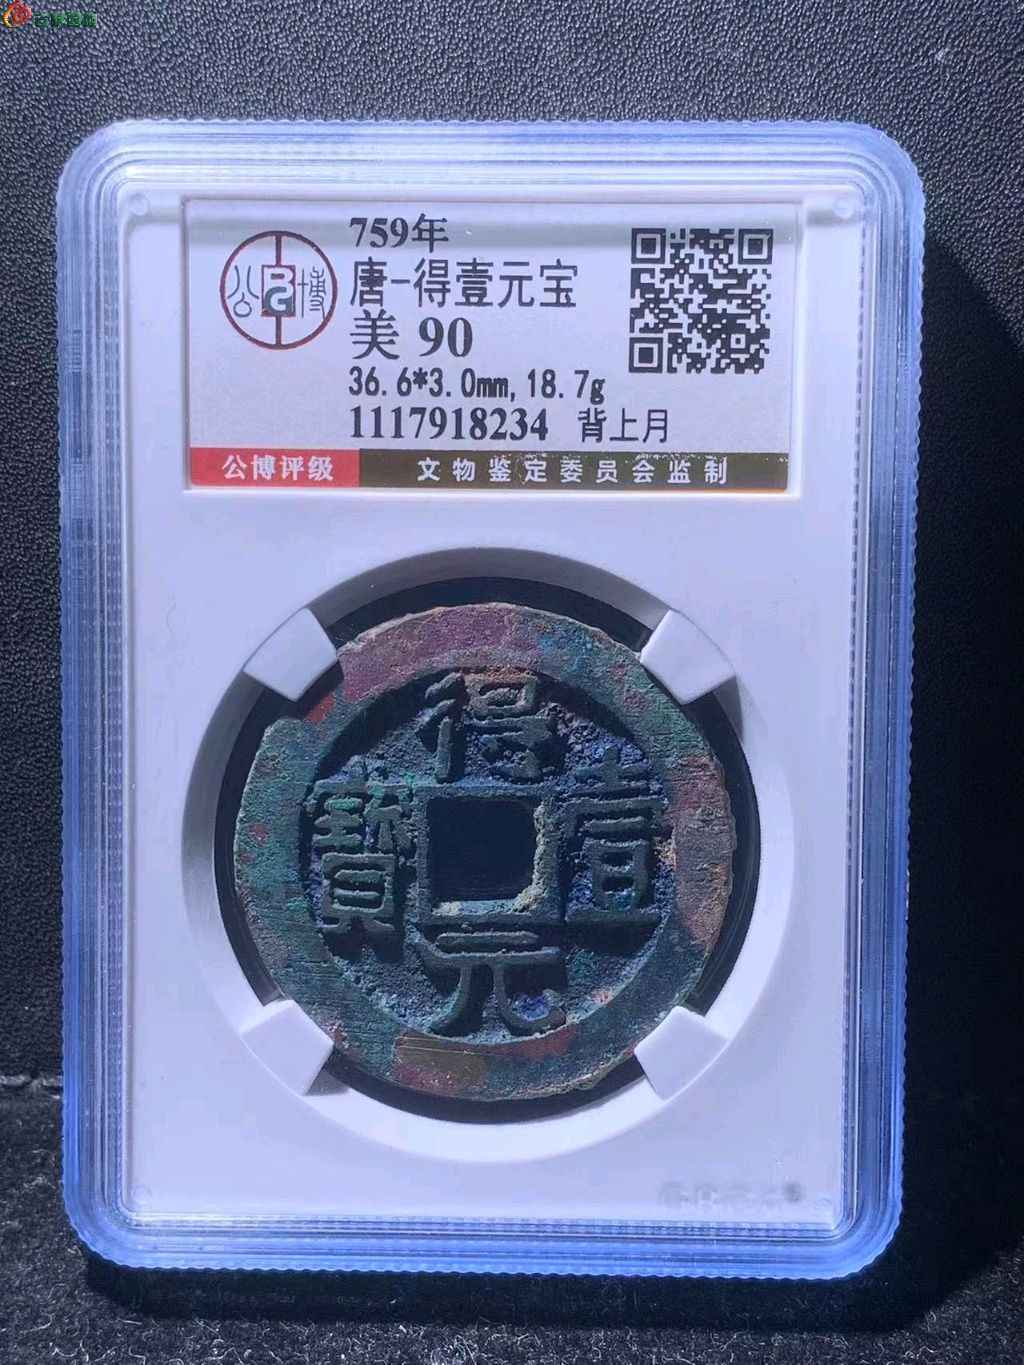 759年
唐-得壹元宝
美 90
36.6*3.0mm, 18.7g
1117918234 背上月
公博
公博评级 文物鉴定委员会监制
得壹元寶